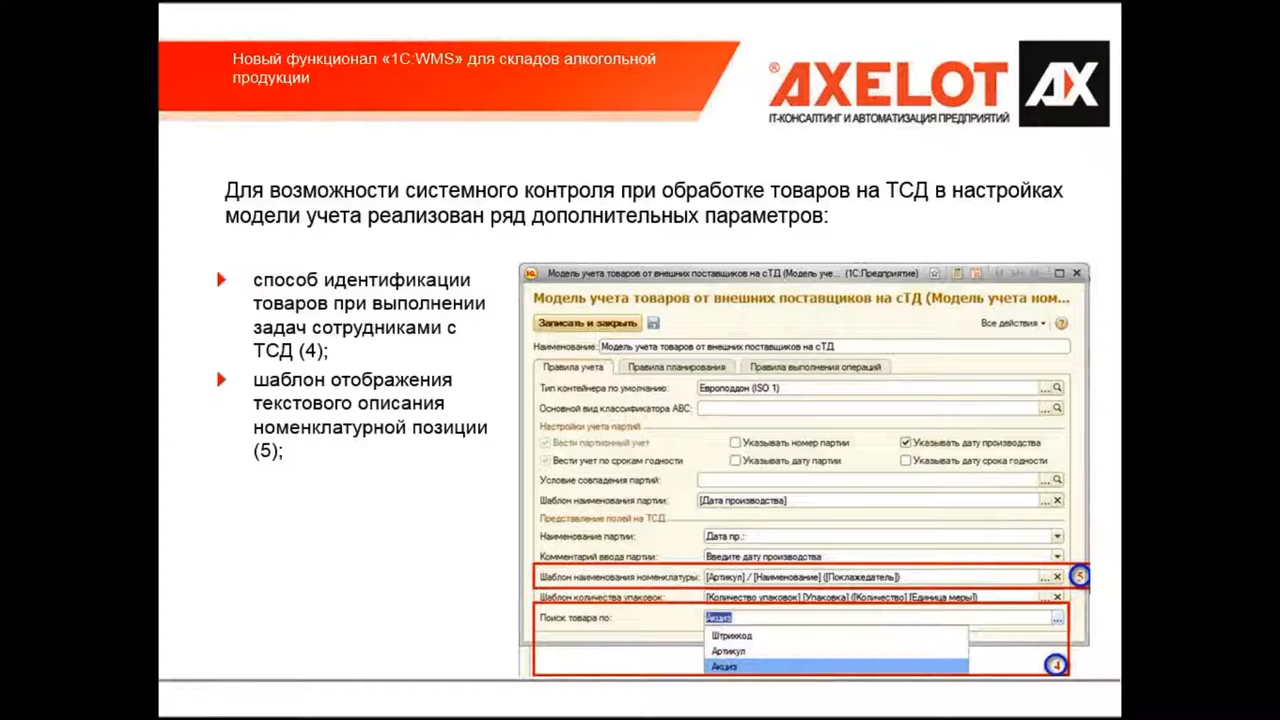 Новый функционал «1С:WMS» для складов алкогольной
продукции
® AXELOT AX
IT-КОНСАЛТИНГ И АВТОМАТИЗАЦИЯ ПРЕДПРИЯТИЙ
Для возможности системного контроля при обработке товаров на ТСД в настройках
модели учета реализован ряд дополнительных параметров:
способ идентификации
товаров при выполнении
задач сотрудниками с
ТСД (4);
шаблон отображения
текстового описания
номенклатурной позиции
(5);
Модель учета товаров от внешних поставщиков на сТД (Модель уче... (1С:Предприятие)
Модель учета товаров от внешних поставщиков на сТД (Модель учета ном...
Записать и закрыть
Все действия
Наименование: Модель учета товаров от внешних поставщиков на сТД
Правила учета Правила планирования Правила выполнения операций
Тип контейнера по умолчанию: Европоддон (ISO 1)
Основной вид классификатора ABC:
Настройки учета партий
Вести партионный учет Указывать номер партии Указывать дату производства
Вести учет по срокам годности Указывать дату партии Указывать дату срока годности
Условие совпадения партий:
Шаблон наименования партии: [Дата производства]
Представление полей на ТСД
Наименование партии: Дата пр.:
Комментарий ввода партии: Введите дату производства
Шаблон наименования номенклатуры: [Артикул] / [Наименование] ([Поклажедатель]) 5
Шаблон количества упаковок: [Количество упаковок] [Упаковка] ([Количество] [Единица меры])
Поиск товара по: Акциз
Штрихкод
Артикул
Акциз 4